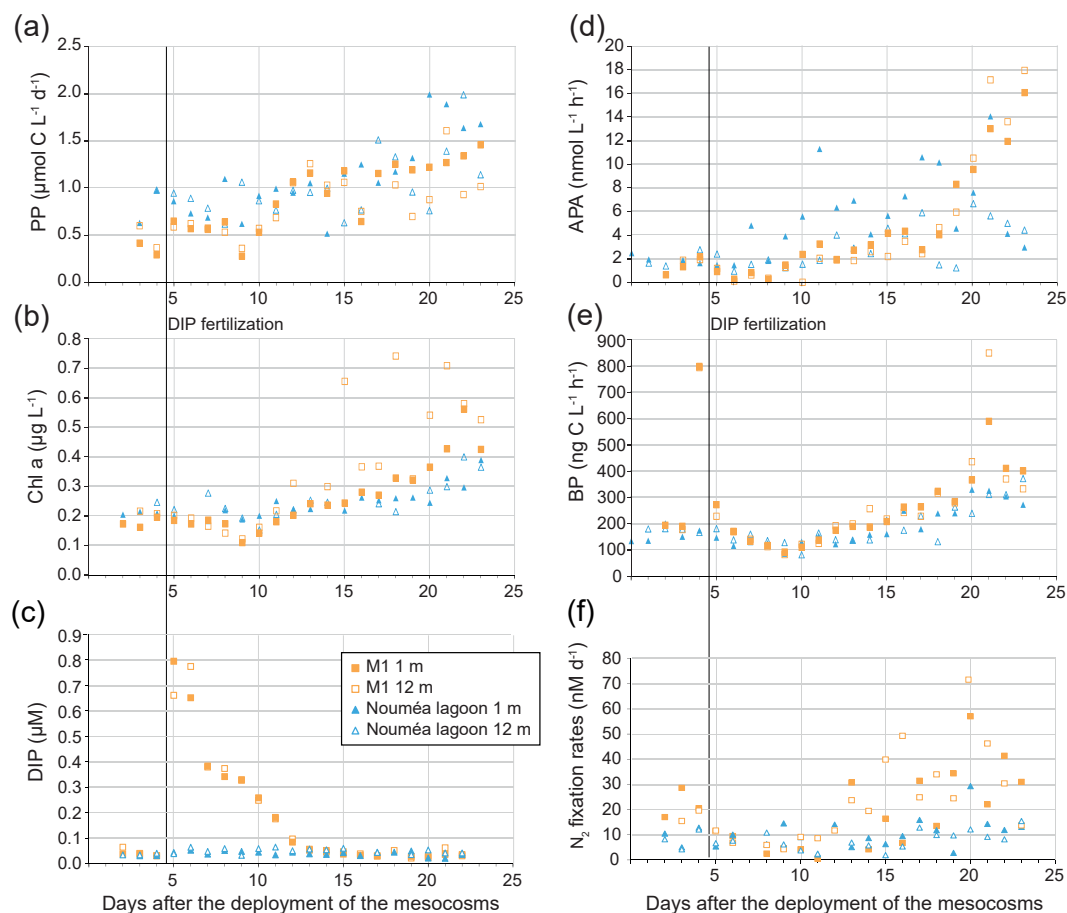 (a)
2.5
2.0
1.5
1.0
0.5
0.0
PP (µmol C L-1 d-1)
5 10 15 20 25
DIP fertilization
(b)
0.8
0.7
0.6
0.5
0.4
0.3
0.2
0.1
0.0
Chl a (µg L-1)
0 5 10 15 20 25
(c)
0.9
0.8
0.7
0.6
0.5
0.4
0.3
0.2
0.1
0.0
DIP (µM)
M1 1 m
M1 12 m
Nouméa lagoon 1 m
Nouméa lagoon 12 m
0 5 10 15 20 25
Days after the deployment of the mesocosms
(d)
20
18
16
14
12
10
8
6
4
2
0
APA (nmol L-1 h-1)
0 5 10 15 20 25
DIP fertilization
(e)
900
800
700
600
500
400
300
200
100
0
BP (ng C L-1 h-1)
0 5 10 15 20 25
(f)
80
70
60
50
40
30
20
10
0
N2 fixation rates (nM d-1)
5 10 15 20 25
Days after the deployment of the mesocosms